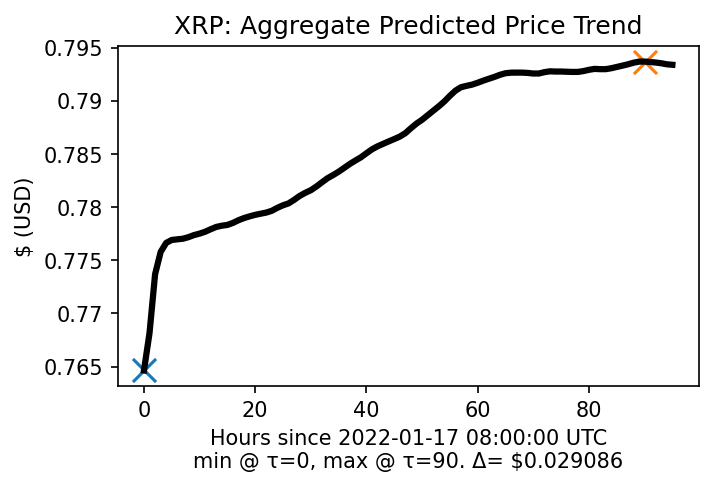 XRP: Aggregate Predicted Price Trend
0.795
0.79
0.785
0.78
0.775
0.77
0.765
$ (USD)
0 20 40 60 80
Hours since 2022-01-17 08:00:00 UTC
min @ τ=0, max @ τ=90. Δ= $0.029086